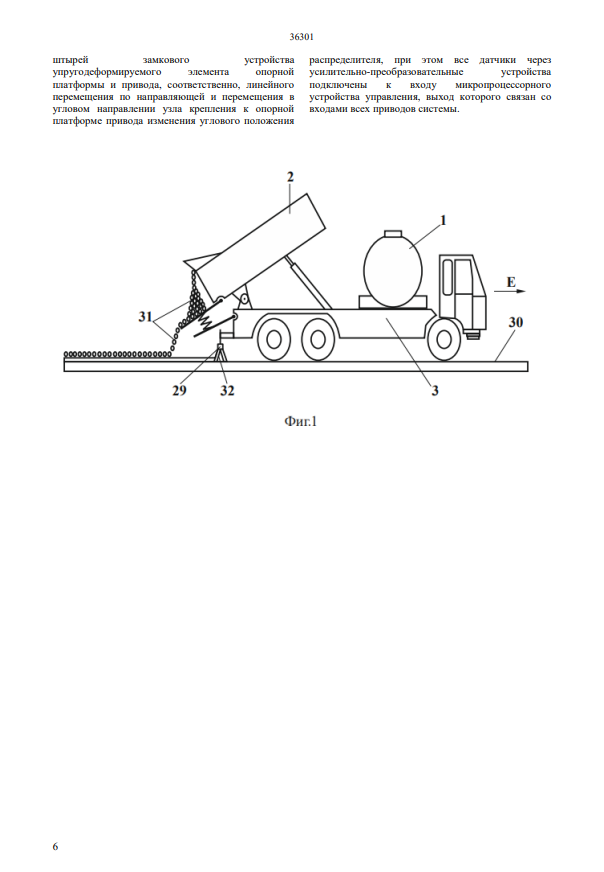 36301
штырей замкового устройства
упругодеформируемого элемента опорной
платформы и привода, соответственно, линейного
перемещения по направляющей и перемещения в
угловом направлении узла крепления к опорной
платформе привода изменения углового положения
распределителя, при этом все датчики через
усилительно-преобразовательные устройства
подключены к входу микропроцессорного
устройства управления, выход которого связан со
входами всех приводов системы.
2
1
E
31
30
29
32
3
Фиг.1
6